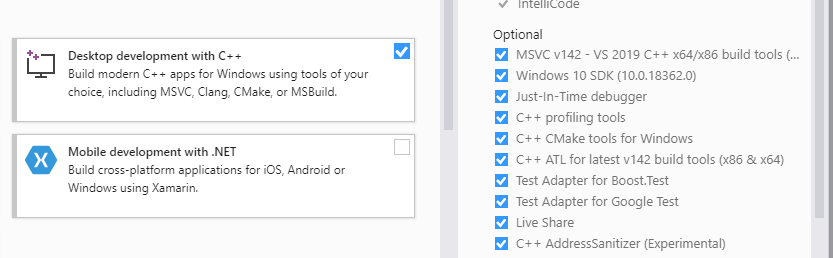 IntelliCode
Optional
Desktop development with C++
Build modern C++ apps for Windows using tools of your
choice, including MSVC, Clang, CMake, or MSBuild.
Mobile development with .NET
Build cross-platform applications for iOS, Android or
Windows using Xamarin.
MSVC v142 - VS 2019 C++ x64/x86 build tools (...
Windows 10 SDK (10.0.18362.0)
Just-In-Time debugger
C++ profiling tools
C++ CMake tools for Windows
C++ ATL for latest v142 build tools (x86 & x64)
Test Adapter for Boost.Test
Test Adapter for Google Test
Live Share
C++ AddressSanitizer (Experimental)